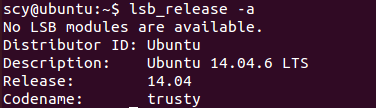 scy@ubuntu:~$ lsb_release -a
No LSB modules are available.
Distributor ID: Ubuntu
Description:    Ubuntu 14.04.6 LTS
Release:        14.04
Codename:       trusty